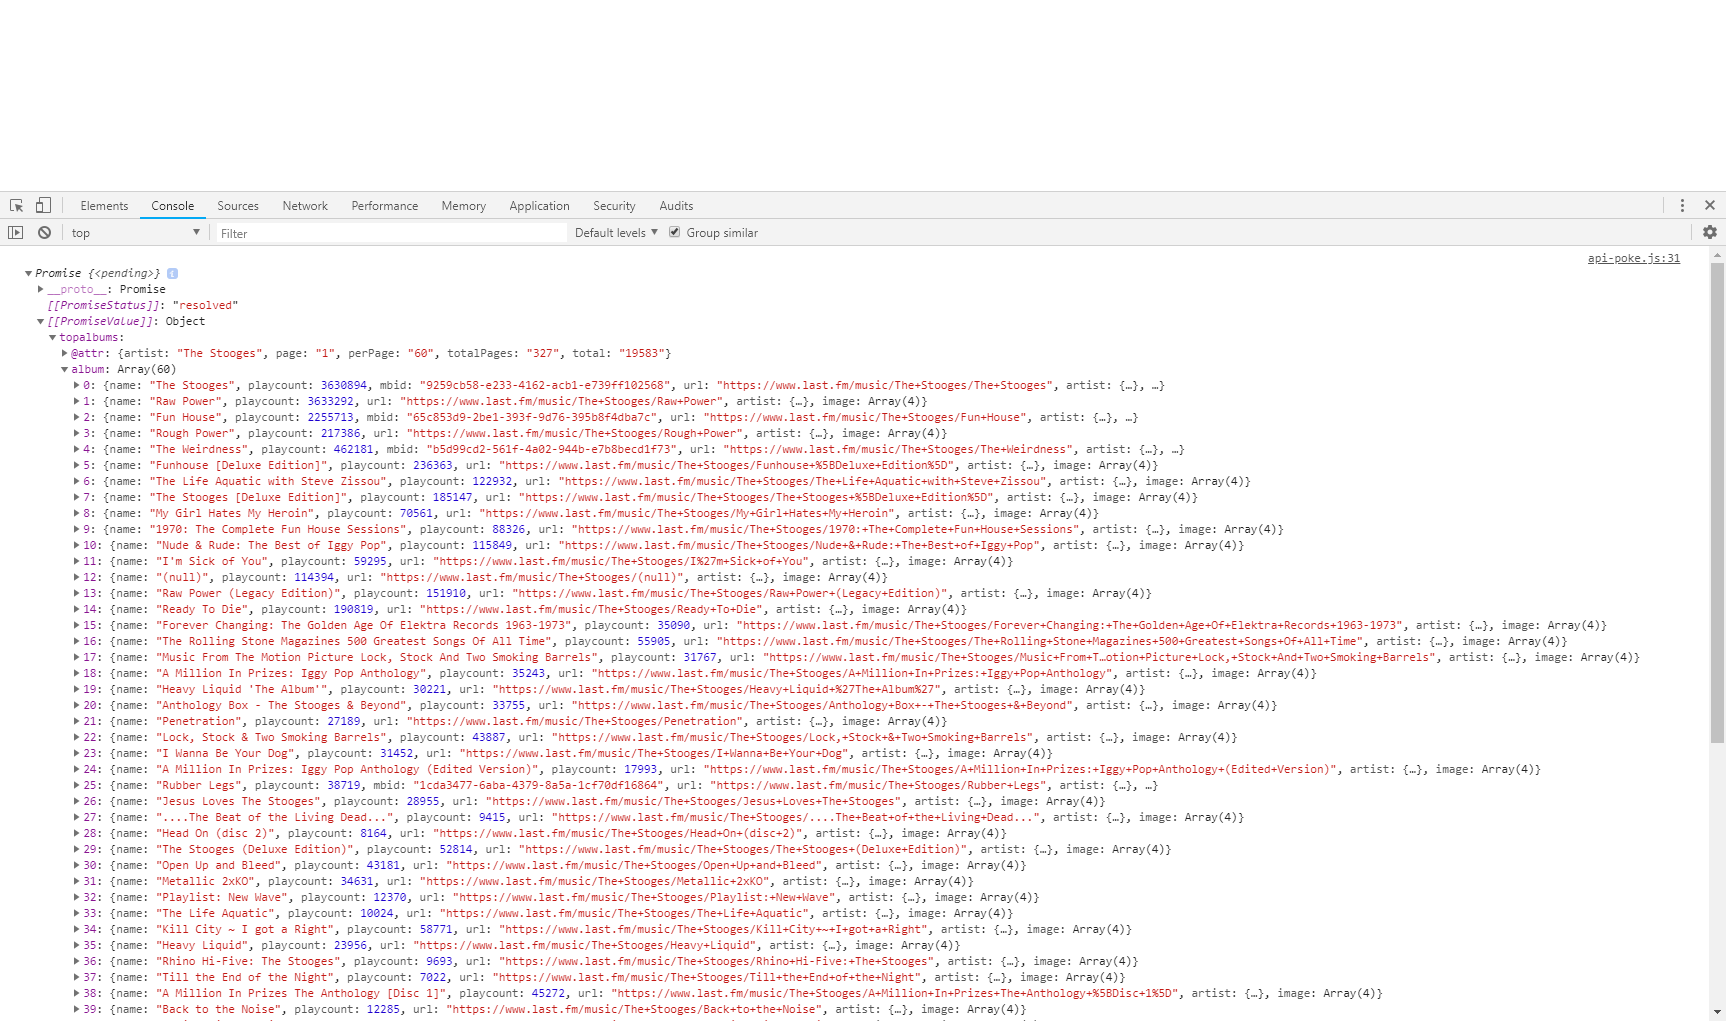 Elements Console Sources Network Performance Memory Application Security Audits
top Filter Default levels Group similar
api-poke.js:31
Promise {<pending>} i
__proto__: Promise
[[PromiseStatus]]: "resolved"
[[PromiseValue]]: Object
topalbums:
@attr: {artist: "The Stooges", page: "1", perPage: "60", totalPages: "327", total: "19583"}
album: Array(60)
0: {name: "The Stooges", playcount: 3630894, mbid: "9259cb58-e233-4162-acb1-e739ff102568", url: "https://www.last.fm/music/The+Stooges/The+Stooges", artist: {…}, …}
1: {name: "Raw Power", playcount: 3633292, url: "https://www.last.fm/music/The+Stooges/Raw+Power", artist: {…}, image: Array(4)}
2: {name: "Fun House", playcount: 2255713, mbid: "65c853d9-2be1-393f-9d76-395b8f4dba7c", url: "https://www.last.fm/music/The+Stooges/Fun+House", artist: {…}, …}
3: {name: "Rough Power", playcount: 217386, url: "https://www.last.fm/music/The+Stooges/Rough+Power", artist: {…}, image: Array(4)}
4: {name: "The Weirdness", playcount: 462181, mbid: "b5d99cd2-561f-4a02-944b-e7b8becd1f73", url: "https://www.last.fm/music/The+Stooges/The+Weirdness", artist: {…}, …}
5: {name: "Funhouse [Deluxe Edition]", playcount: 236363, url: "https://www.last.fm/music/The+Stooges/Funhouse+%5BDeluxe+Edition%5D", artist: {…}, image: Array(4)}
6: {name: "The Life Aquatic with Steve Zissou", playcount: 122932, url: "https://www.last.fm/music/The+Stooges/The+Life+Aquatic+with+Steve+Zissou", artist: {…}, image: Array(4)}
7: {name: "The Stooges [Deluxe Edition]", playcount: 185147, url: "https://www.last.fm/music/The+Stooges/The+Stooges+%5BDeluxe+Edition%5D", artist: {…}, image: Array(4)}
8: {name: "My Girl Hates My Heroin", playcount: 70561, url: "https://www.last.fm/music/The+Stooges/My+Girl+Hates+My+Heroin", artist: {…}, image: Array(4)}
9: {name: "1970: The Complete Fun House Sessions", playcount: 88326, url: "https://www.last.fm/music/The+Stooges/1970:+The+Complete+Fun+House+Sessions", artist: {…}, image: Array(4)}
10: {name: "Nude & Rude: The Best of Iggy Pop", playcount: 115849, url: "https://www.last.fm/music/The+Stooges/Nude+&+Rude:+The+Best+of+Iggy+Pop", artist: {…}, image: Array(4)}
11: {name: "I'm Sick of You", playcount: 59295, url: "https://www.last.fm/music/The+Stooges/I%27m+Sick+of+You", artist: {…}, image: Array(4)}
12: {name: "(null)", playcount: 114394, url: "https://www.last.fm/music/The+Stooges/(null)", artist: {…}, image: Array(4)}
13: {name: "Raw Power (Legacy Edition)", playcount: 151910, url: "https://www.last.fm/music/The+Stooges/Raw+Power+(Legacy+Edition)", artist: {…}, image: Array(4)}
14: {name: "Ready To Die", playcount: 190819, url: "https://www.last.fm/music/The+Stooges/Ready+To+Die", artist: {…}, image: Array(4)}
15: {name: "Forever Changing: The Golden Age Of Elektra Records 1963-1973", playcount: 35090, url: "https://www.last.fm/music/The+Stooges/Forever+Changing:+The+Golden+Age+Of+Elektra+Records+1963-1973", artist: {…}, image: Array(4)}
16: {name: "The Rolling Stone Magazines 500 Greatest Songs Of All Time", playcount: 55905, url: "https://www.last.fm/music/The+Stooges/The+Rolling+Stone+Magazines+500+Greatest+Songs+Of+All+Time", artist: {…}, image: Array(4)}
17: {name: "Music From The Motion Picture Lock, Stock And Two Smoking Barrels", playcount: 31767, url: "https://www.last.fm/music/The+Stooges/Music+From+T…otion+Picture+Lock,+Stock+And+Two+Smoking+Barrels", artist: {…}, image: Array(4)}
18: {name: "A Million In Prizes: Iggy Pop Anthology", playcount: 35243, url: "https://www.last.fm/music/The+Stooges/A+Million+In+Prizes:+Iggy+Pop+Anthology", artist: {…}, image: Array(4)}
19: {name: "Heavy Liquid 'The Album'", playcount: 30221, url: "https://www.last.fm/music/The+Stooges/Heavy+Liquid+%27The+Album%27", artist: {…}, image: Array(4)}
20: {name: "Anthology Box - The Stooges & Beyond", playcount: 33755, url: "https://www.last.fm/music/The+Stooges/Anthology+Box+-+The+Stooges+&+Beyond", artist: {…}, image: Array(4)}
21: {name: "Penetration", playcount: 27189, url: "https://www.last.fm/music/The+Stooges/Penetration", artist: {…}, image: Array(4)}
22: {name: "Lock, Stock & Two Smoking Barrels", playcount: 43887, url: "https://www.last.fm/music/The+Stooges/Lock,+Stock+&+Two+Smoking+Barrels", artist: {…}, image: Array(4)}
23: {name: "I Wanna Be Your Dog", playcount: 31452, url: "https://www.last.fm/music/The+Stooges/I+Wanna+Be+Your+Dog", artist: {…}, image: Array(4)}
24: {name: "A Million In Prizes: Iggy Pop Anthology (Edited Version)", playcount: 17993, url: "https://www.last.fm/music/The+Stooges/A+Million+In+Prizes:+Iggy+Pop+Anthology+(Edited+Version)", artist: {…}, image: Array(4)}
25: {name: "Rubber Legs", playcount: 38719, mbid: "1cda3477-6aba-4379-8a5a-1cf70df16864", url: "https://www.last.fm/music/The+Stooges/Rubber+Legs", artist: {…}, …}
26: {name: "Jesus Loves The Stooges", playcount: 28955, url: "https://www.last.fm/music/The+Stooges/Jesus+Loves+The+Stooges", artist: {…}, image: Array(4)}
27: {name: "....The Beat of the Living Dead...", playcount: 9415, url: "https://www.last.fm/music/The+Stooges/....The+Beat+of+the+Living+Dead...", artist: {…}, image: Array(4)}
28: {name: "Head On (disc 2)", playcount: 8164, url: "https://www.last.fm/music/The+Stooges/Head+On+(disc+2)", artist: {…}, image: Array(4)}
29: {name: "The Stooges (Deluxe Edition)", playcount: 52814, url: "https://www.last.fm/music/The+Stooges/The+Stooges+(Deluxe+Edition)", artist: {…}, image: Array(4)}
30: {name: "Open Up and Bleed", playcount: 43181, url: "https://www.last.fm/music/The+Stooges/Open+Up+and+Bleed", artist: {…}, image: Array(4)}
31: {name: "Metallic 2xKO", playcount: 34631, url: "https://www.last.fm/music/The+Stooges/Metallic+2xKO", artist: {…}, image: Array(4)}
32: {name: "Playlist: New Wave", playcount: 12370, url: "https://www.last.fm/music/The+Stooges/Playlist:+New+Wave", artist: {…}, image: Array(4)}
33: {name: "The Life Aquatic", playcount: 10024, url: "https://www.last.fm/music/The+Stooges/The+Life+Aquatic", artist: {…}, image: Array(4)}
34: {name: "Kill City ~ I got a Right", playcount: 58771, url: "https://www.last.fm/music/The+Stooges/Kill+City+~+I+got+a+Right", artist: {…}, image: Array(4)}
35: {name: "Heavy Liquid", playcount: 23956, url: "https://www.last.fm/music/The+Stooges/Heavy+Liquid", artist: {…}, image: Array(4)}
36: {name: "Rhino Hi-Five: The Stooges", playcount: 9693, url: "https://www.last.fm/music/The+Stooges/Rhino+Hi-Five:+The+Stooges", artist: {…}, image: Array(4)}
37: {name: "Till the End of the Night", playcount: 7022, url: "https://www.last.fm/music/The+Stooges/Till+the+End+of+the+Night", artist: {…}, image: Array(4)}
38: {name: "A Million In Prizes The Anthology [Disc 1]", playcount: 45272, url: "https://www.last.fm/music/The+Stooges/A+Million+In+Prizes+The+Anthology+%5BDisc+1%5D", artist: {…}, image: Array(4)}
39: {name: "Back to the Noise", playcount: 12285, url: "https://www.last.fm/music/The+Stooges/Back+to+the+Noise", artist: {…}, image: Array(4)}